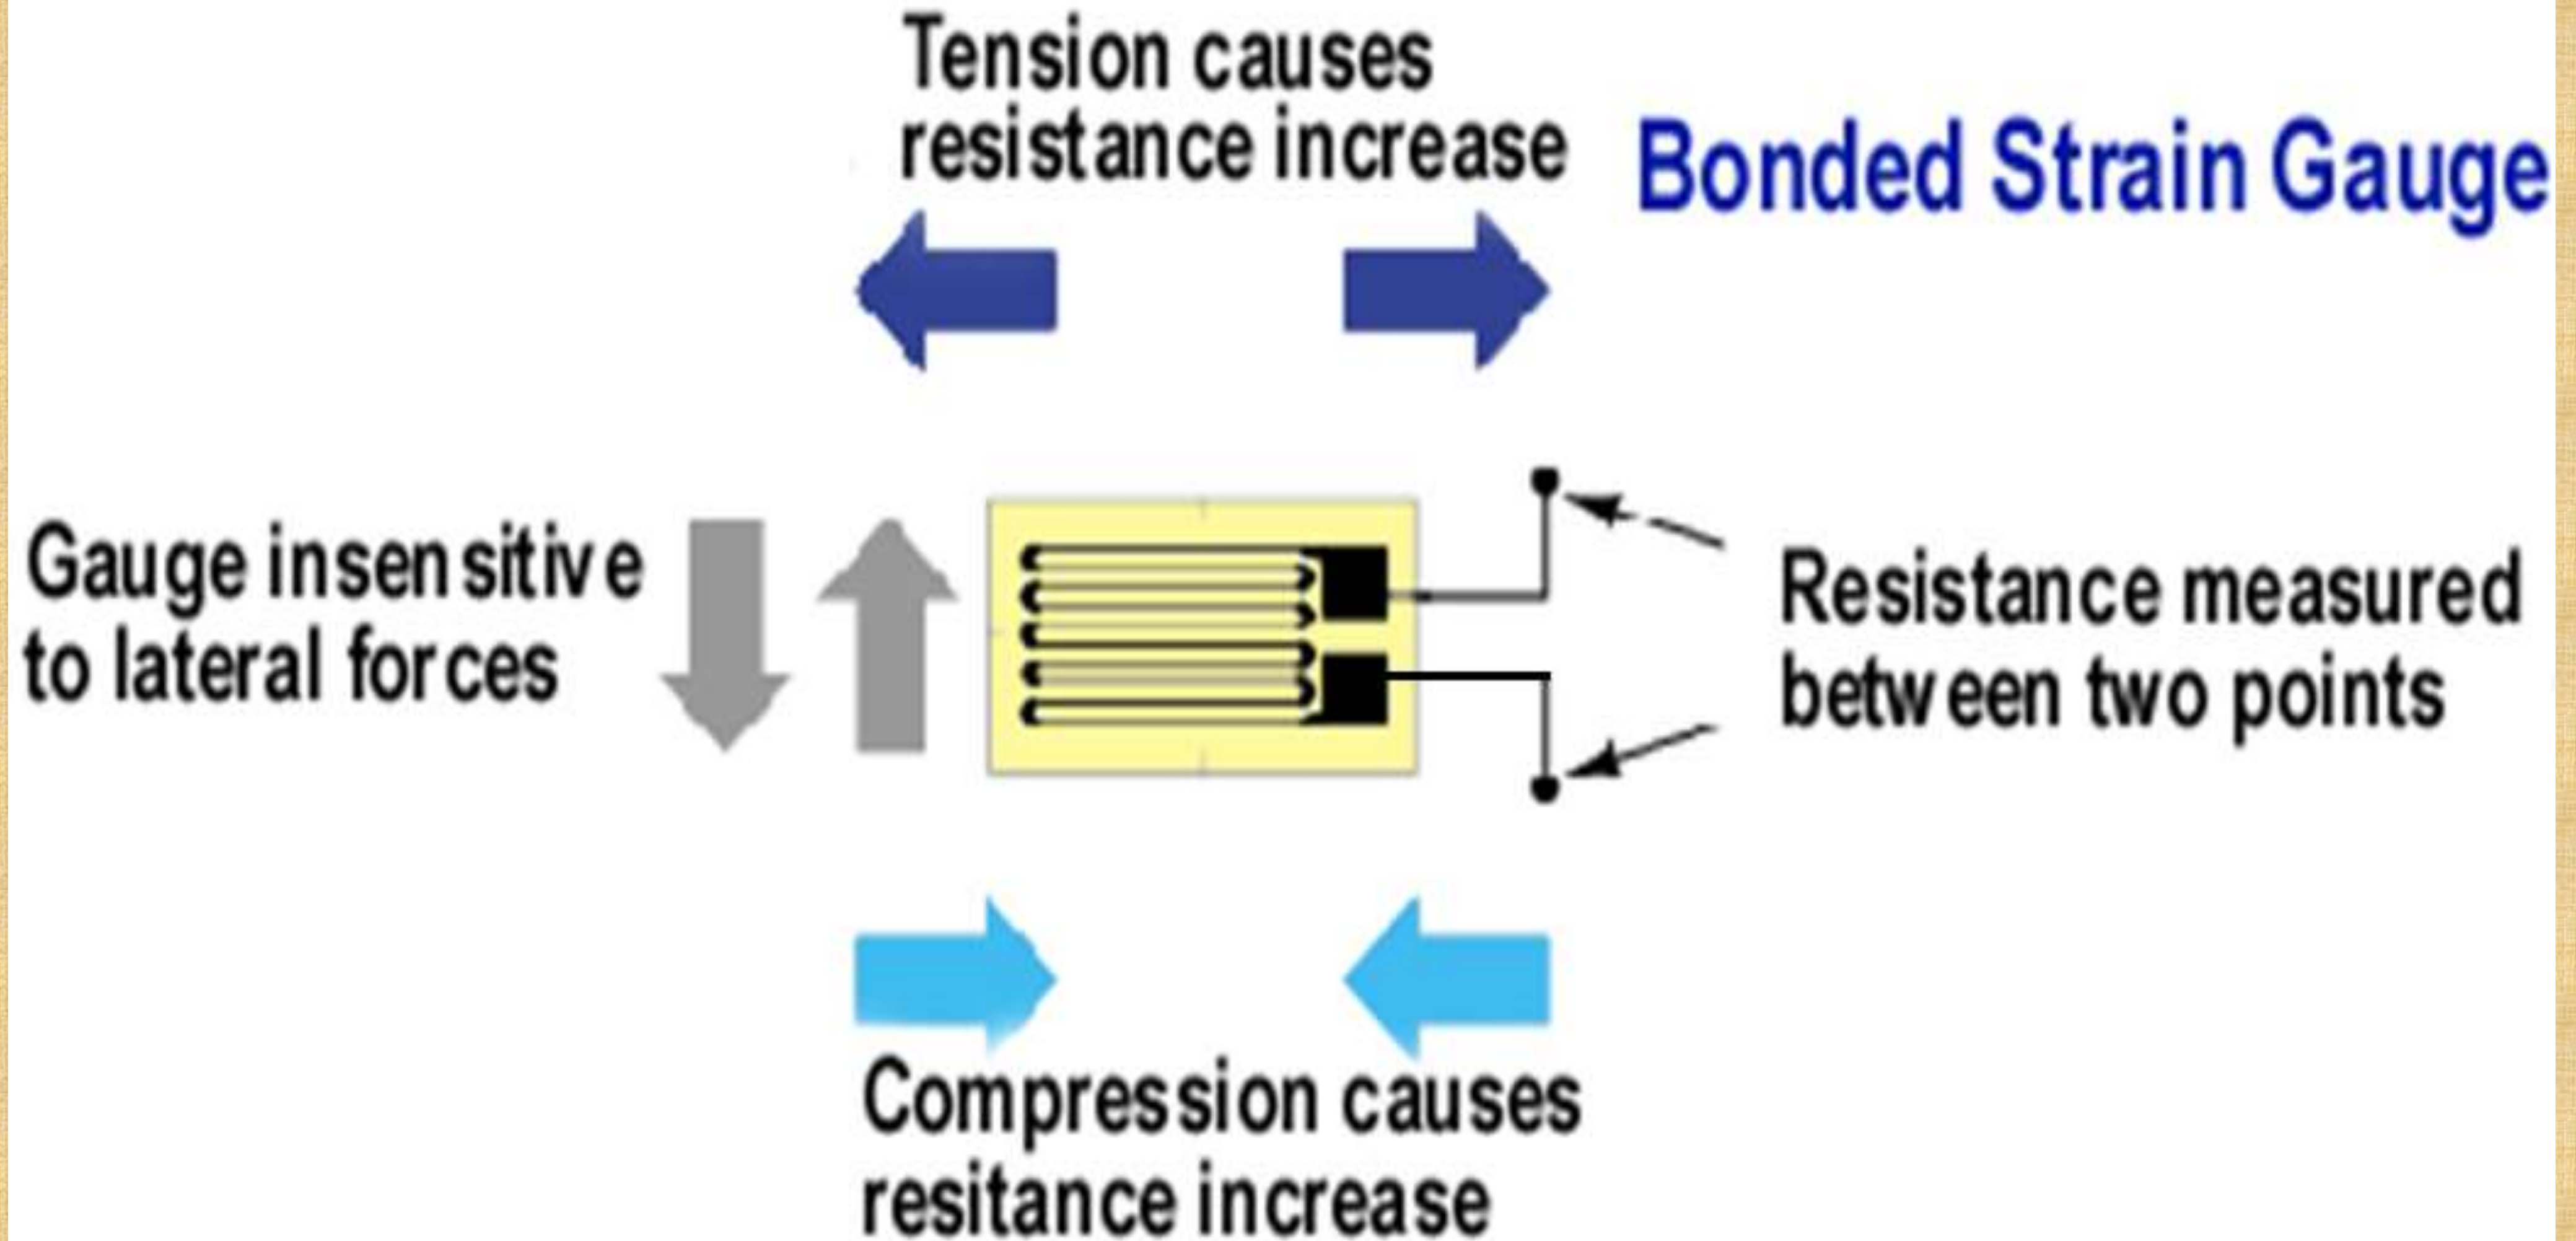 Tension causes
resistance increase
Bonded Strain Gauge
Gauge insensitive
to lateral forces
Resistance measured
between two points
Compression causes
resitance increase